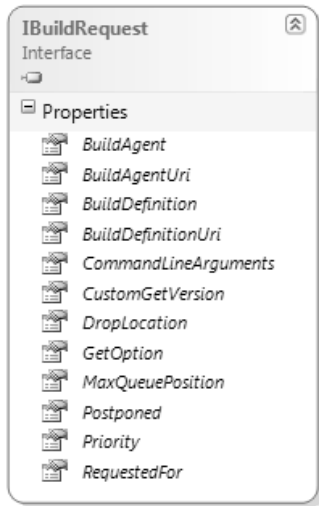 IBuildRequest
Interface
Properties
BuildAgent
BuildAgentUri
BuildDefinition
BuildDefinitionUri
CommandLineArguments
CustomGetVersion
DropLocation
GetOption
MaxQueuePosition
Postponed
Priority
RequestedFor